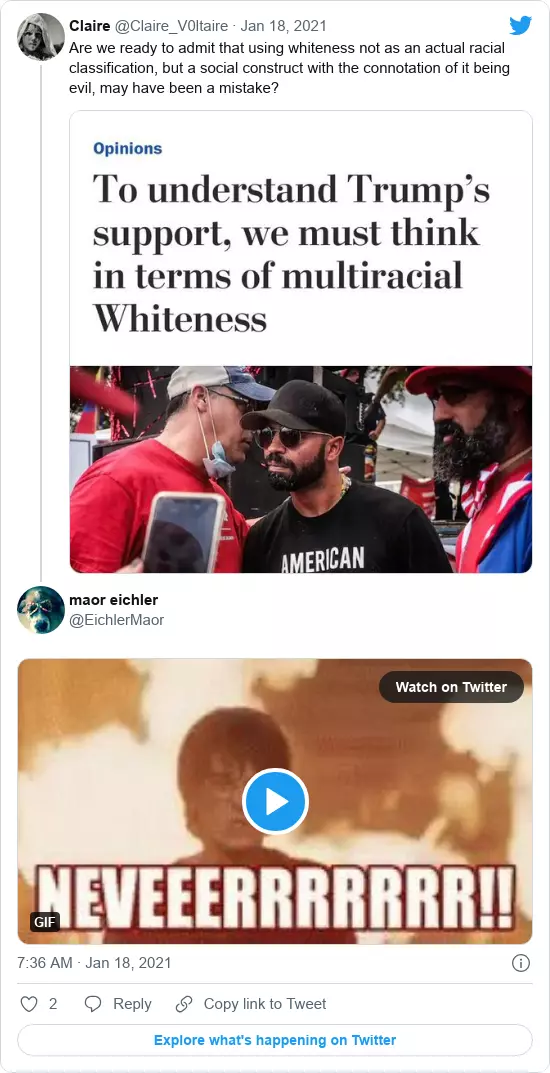 Claire @Claire_V0ltaire · Jan 18, 2021
Are we ready to admit that using whiteness not as an actual racial
classification, but a social construct with the connotation of it being
evil, may have been a mistake?
Opinions
To understand Trump’s
support, we must think
in terms of multiracial
Whiteness
AMERICAN
maor eichler
@EichlerMaor
Watch on Twitter
NEVEEERRRRRRR!!
GIF
7:36 AM · Jan 18, 2021
2 Reply Copy link to Tweet
Explore what's happening on Twitter